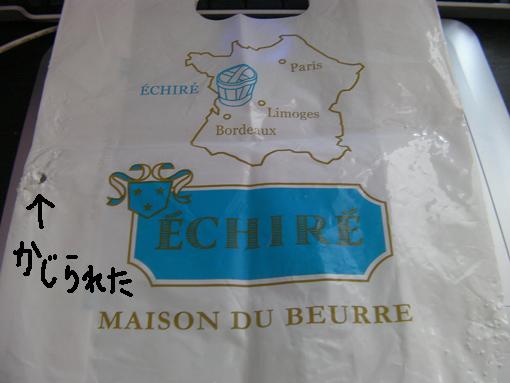 Paris
ÉCHIRÉ
Limoges
Bordeaux
ÉCHIRÉ
MAISON DU BEURRE
↑
かじられた